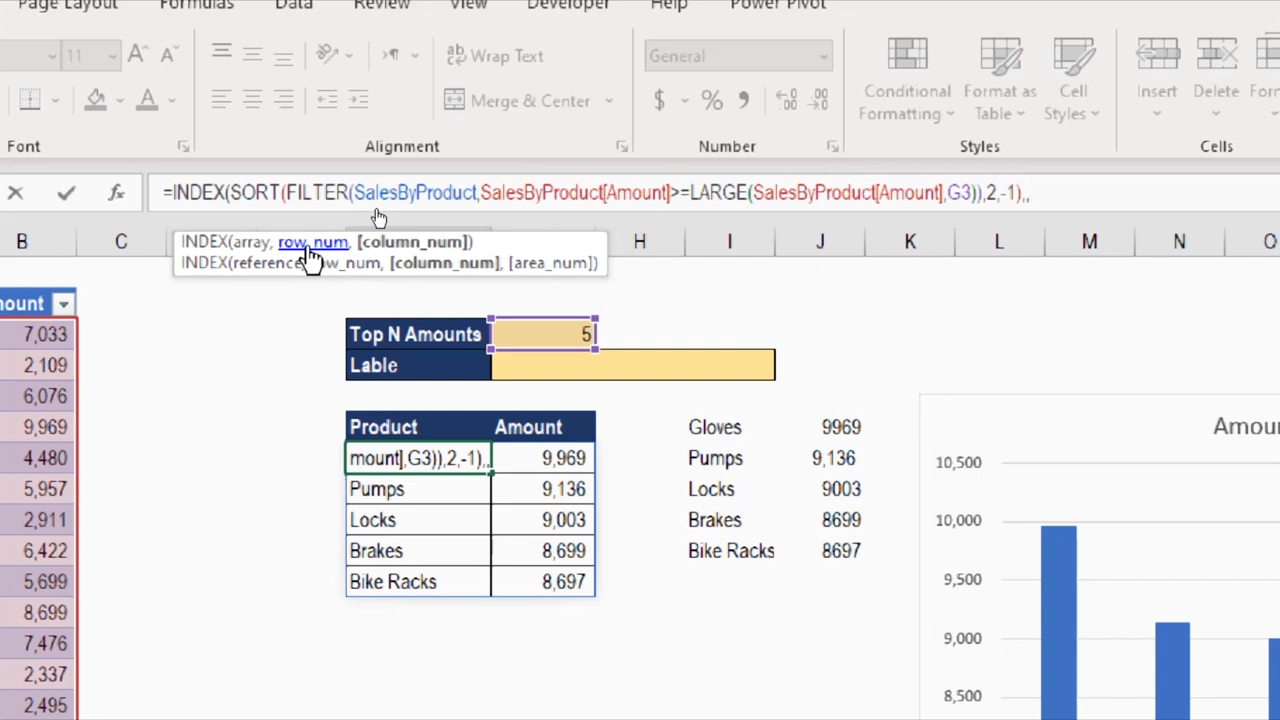 Page Layout Formulas Data Review View Developer Help Power Pivot
11 A A ab Wrap Text General
A Merge & Center $ % Conditional Formatting Format as Table Cell Styles Insert Delete
Font Alignment Number Styles Cells
fx =INDEX(SORT(FILTER(SalesByProduct,SalesByProduct[Amount]>=LARGE(SalesByProduct[Amount],G3)),2,-1),,
B C H I J K L M N O
INDEX(array, row_num, [column_num])
INDEX(reference, row_num, [column_num], [area_num])
mount
7,033 Top N Amounts 5
2,109 Lable
6,076
9,969 Product Amount Gloves 9969 Amou
4,480 mount],G3)),2,-1),, 9,969 Pumps 9,136 10,500
5,957 Pumps 9,136 Locks 9003
2,911 Locks 9,003 Brakes 8699 10,000
6,422 Brakes 8,699 Bike Racks 8697
5,699 Bike Racks 8,697 9,500
8,699
7,476 9,000
2,337
2,495 8,500